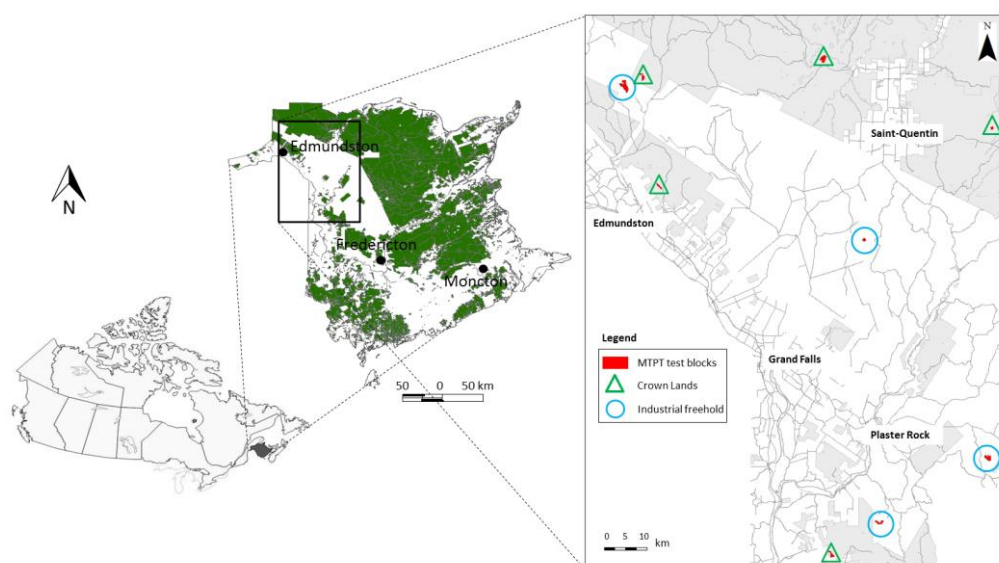 N
Edmundston
Fredericton
Moncton
50 0 50 km
N
Saint-Quentin
Edmundston
Grand Falls
Plaster Rock
Legend
MTPT test blocks
Crown Lands
Industrial freehold
0 5 10
km